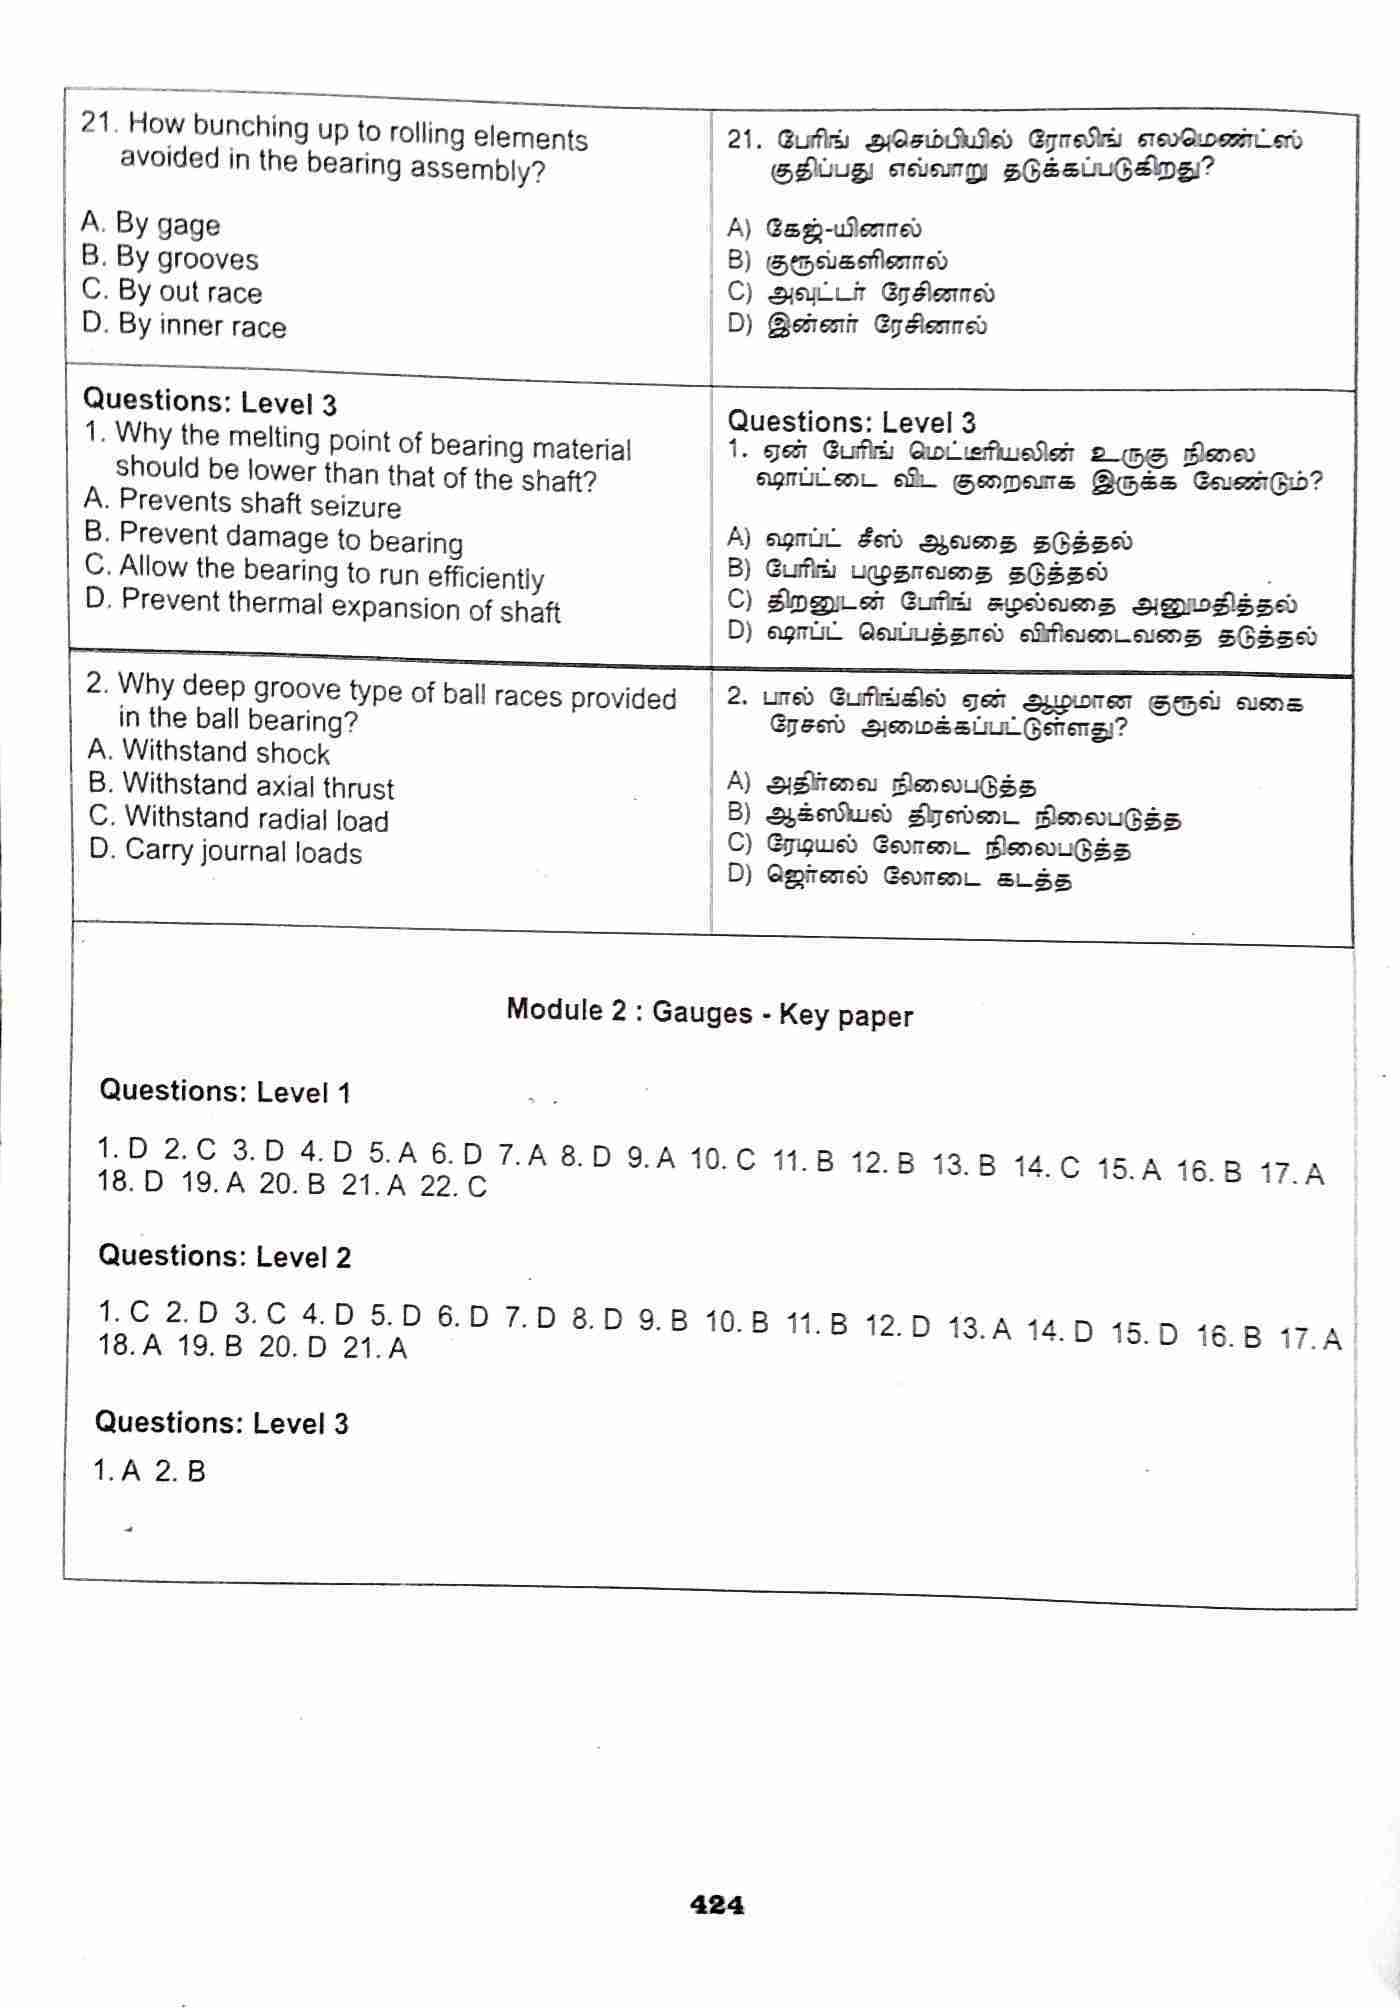 21. How bunching up to rolling elements
avoided in the bearing assembly?
A. By gage
B. By grooves
C. By out race
D. By inner race
21. பேரிங் அசெம்பியில் ரோலிங் எலமெண்ட்ஸ்
குதிப்பது எவ்வாறு தடுக்கப்படுகிறது?
A) கேஜ்-யினால்
B) குரூவ்களினால்
C) அவுட்டர் ரேசினால்
D) இன்னர் ரேசினால்
Questions: Level 3
1. Why the melting point of bearing material
should be lower than that of the shaft?
A. Prevents shaft seizure
B. Prevent damage to bearing
C. Allow the bearing to run efficiently
D. Prevent thermal expansion of shaft
Questions: Level 3
1. ஏன் பேரிங் மெட்டீரியலின் உருகு நிலை
ஷாப்ட்டை விட குறைவாக இருக்க வேண்டும்?
A) ஷாப்ட் சீஸ் ஆவதை தடுத்தல்
B) பேரிங் பழுதாவதை தடுத்தல்
C) திறனுடன் பேரிங் சுழல்வதை அனுமதித்தல்
D) ஷாப்ட் வெப்பத்தால் விரிவடைவதை தடுத்தல்
2. Why deep groove type of ball races provided
in the ball bearing?
A. Withstand shock
B. Withstand axial thrust
C. Withstand radial load
D. Carry journal loads
2. பால் பேரிங்கில் ஏன் ஆழமான குரூவ் வகை
ரேசஸ் அமைக்கப்பட்டுள்ளது?
A) அதிர்வை நிலைபடுத்த
B) ஆக்ஸியல் திரஸ்டை நிலைபடுத்த
C) ரேடியல் லோடை நிலைபடுத்த
D) ஜெர்னல் லோடை கடத்த
Module 2 : Gauges - Key paper
Questions: Level 1
1. D 2. C 3. D 4. D 5. A 6. D 7. A 8. D 9. A 10. C 11. B 12. B 13. B 14. C 15. A 16. B 17. A
18. D 19. A 20. B 21. A 22. C
Questions: Level 2
1. C 2. D 3. C 4. D 5. D 6. D 7. D 8. D 9. B 10. B 11. B 12. D 13. A 14. D 15. D 16. B 17. A
18. A 19. B 20. D 21. A
Questions: Level 3
1. A 2. B
424